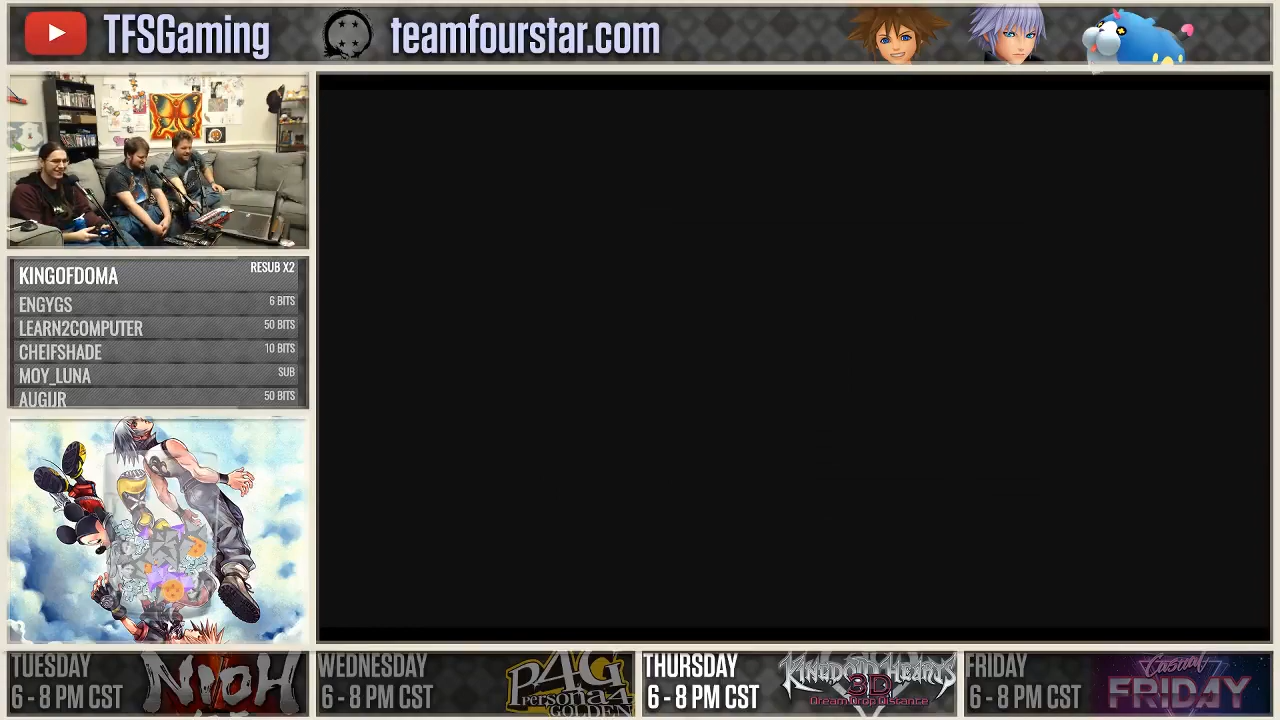 TFSGaming
teamfourstar.com
KINGOFDOMA RESUB X2
ENGYGS 6 BITS
LEARN2COMPUTER 50 BITS
CHEIFSHADE 10 BITS
MOY_LUNA SUB
AUGIJR 50 BITS
TUESDAY
6 - 8 PM CST
NIOH
WEDNESDAY
6 - 8 PM CST
P4G
Persona4
GOLDEN
THURSDAY
6 - 8 PM CST
KINGDOM HEARTS
3D
Dream Drop Distance
FRIDAY
6 - 8 PM CST
Casual
FRIDAY